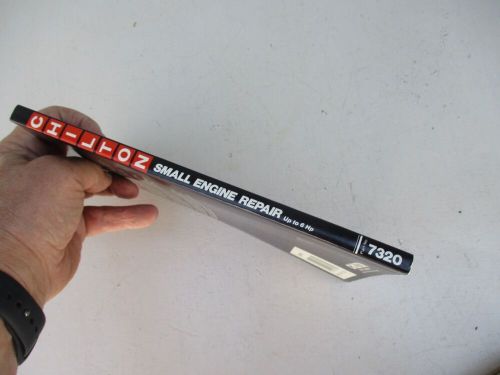 CHILTON SMALL ENGINE REPAIR Up to 6 Hp 7320